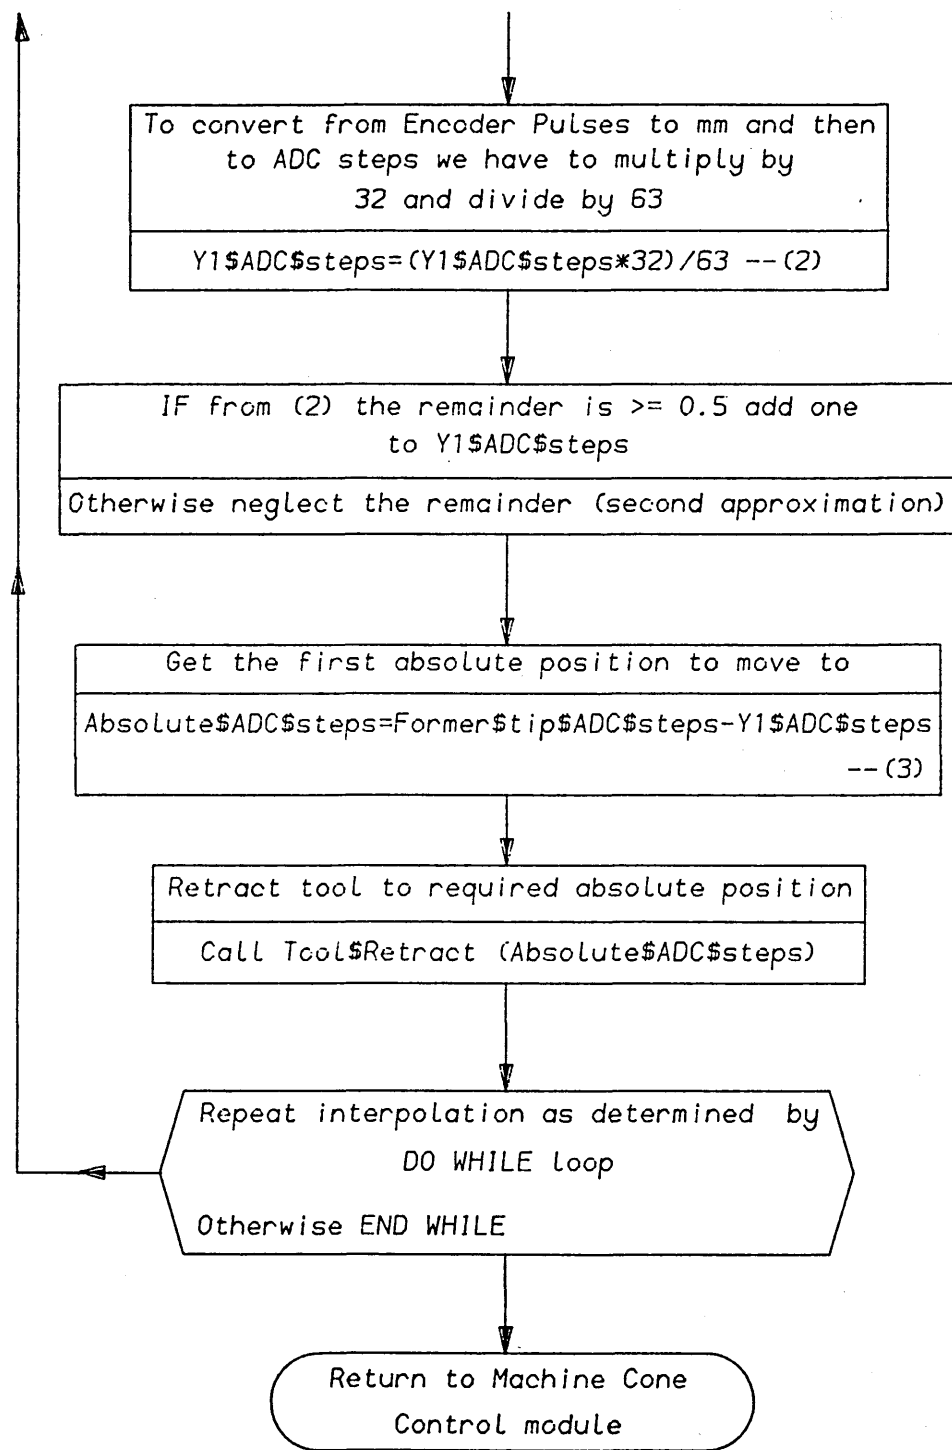 To convert from Encoder Pulses to mm and then
to ADC steps we have to multiply by
32 and divide by 63
Y1$ADC$steps=(Y1$ADC$steps*32)/63 --(2)
IF from (2) the remainder is >= 0.5 add one
to Y1$ADC$steps
Otherwise neglect the remainder (second approximation)
Get the first absolute position to move to
Absolute$ADC$steps=Former$tip$ADC$steps-Y1$ADC$steps
--(3)
Retract tool to required absolute position
Call Tool$Retract (Absolute$ADC$steps)
Repeat interpolation as determined by
DO WHILE loop
Otherwise END WHILE
Return to Machine Cone
Control module